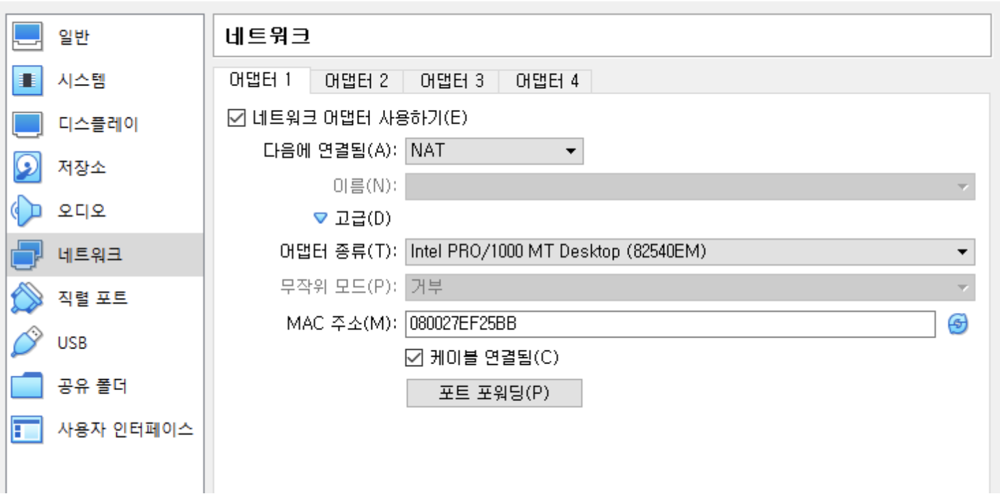 일반
시스템
디스플레이
저장소
오디오
네트워크
직렬 포트
USB
공유 폴더
사용자 인터페이스
네트워크
어댑터 1 어댑터 2 어댑터 3 어댑터 4
네트워크 어댑터 사용하기(E)
다음에 연결됨(A): NAT
이름(N):
고급(D)
어댑터 종류(T): Intel PRO/1000 MT Desktop (82540EM)
무작위 모드(P): 거부
MAC 주소(M): 080027EF25BB
케이블 연결됨(C)
포트 포워딩(P)